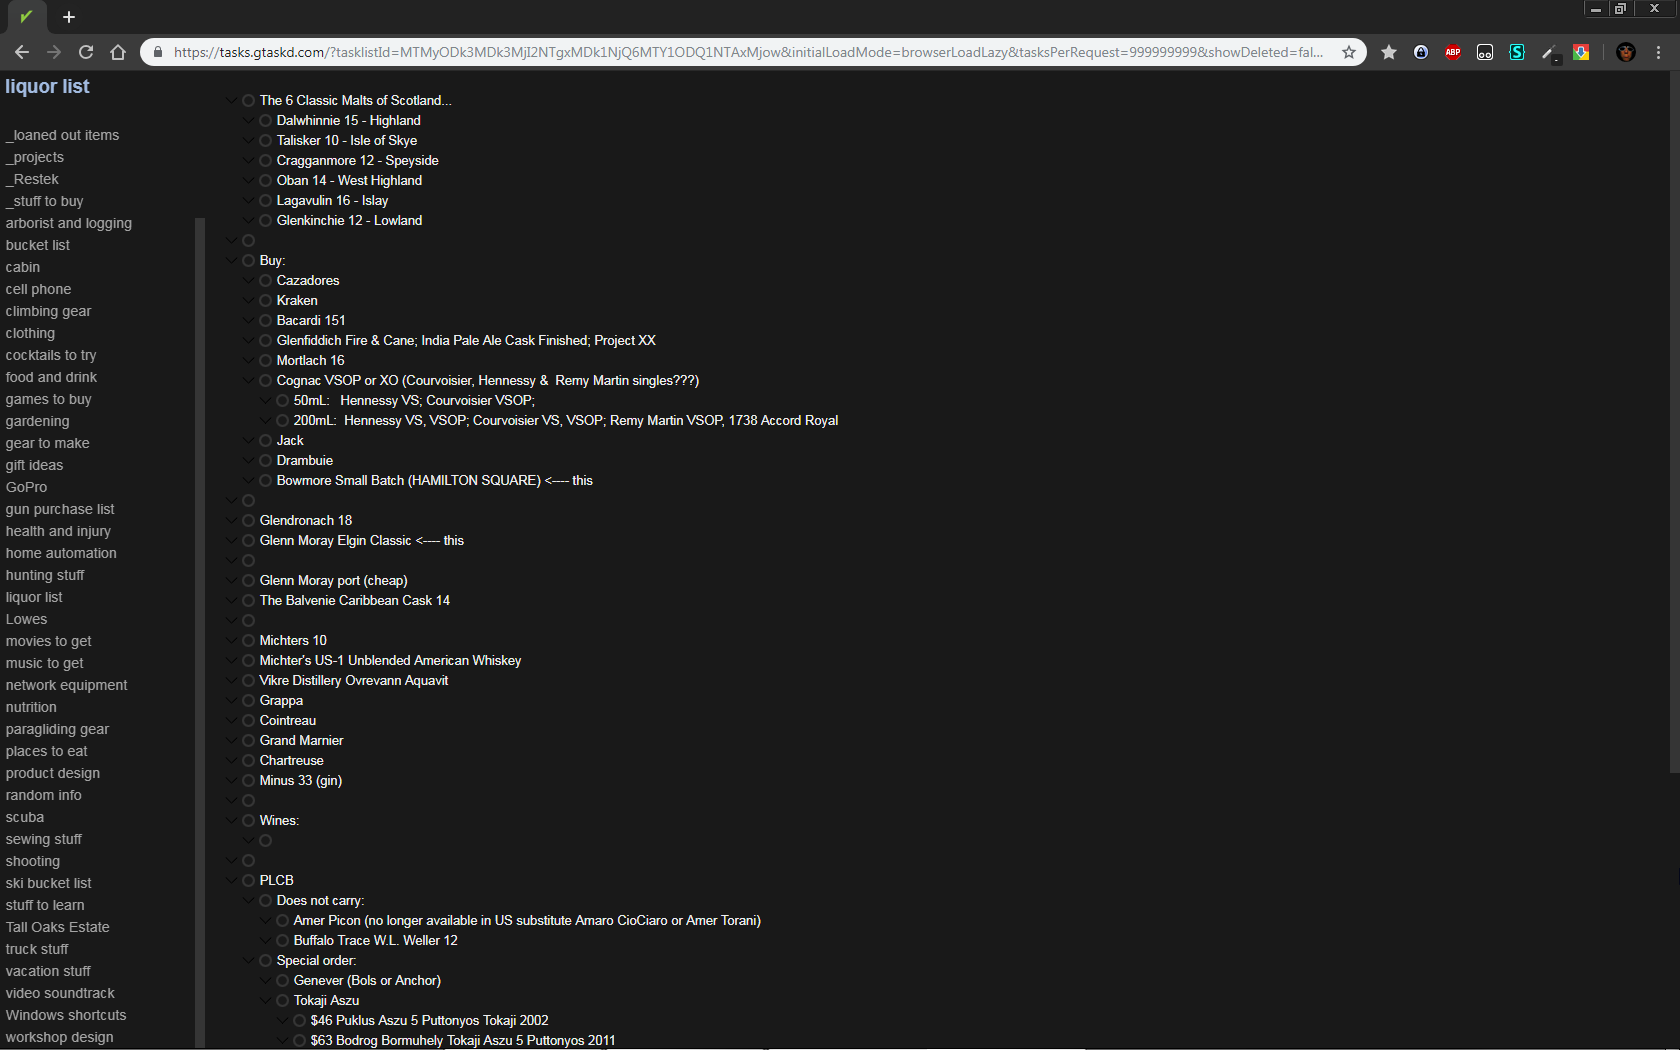 https://tasks.gtaskd.com/?tasklistId=MTMyODk3MDk3MjI2NTgxMDk1NjQ6MTY1ODQ1NTAxMjow&initialLoadMode=browserLoadLazy&tasksPerRequest=999999999&showDeleted=fal...
ABP
S
liquor list
_loaned out items
_projects
_Restek
_stuff to buy
arborist and logging
bucket list
cabin
cell phone
climbing gear
clothing
cocktails to try
food and drink
games to buy
gardening
gear to make
gift ideas
GoPro
gun purchase list
health and injury
home automation
hunting stuff
liquor list
Lowes
movies to get
music to get
network equipment
nutrition
paragliding gear
places to eat
product design
random info
scuba
sewing stuff
shooting
ski bucket list
stuff to learn
Tall Oaks Estate
truck stuff
vacation stuff
video soundtrack
Windows shortcuts
workshop design
The 6 Classic Malts of Scotland...
Dalwhinnie 15 - Highland
Talisker 10 - Isle of Skye
Cragganmore 12 - Speyside
Oban 14 - West Highland
Lagavulin 16 - Islay
Glenkinchie 12 - Lowland
Buy:
Cazadores
Kraken
Bacardi 151
Glenfiddich Fire & Cane; India Pale Ale Cask Finished; Project XX
Mortlach 16
Cognac VSOP or XO (Courvoisier, Hennessy &  Remy Martin singles???)
50mL:   Hennessy VS; Courvoisier VSOP;
200mL:  Hennessy VS, VSOP; Courvoisier VS, VSOP; Remy Martin VSOP, 1738 Accord Royal
Jack
Drambuie
Bowmore Small Batch (HAMILTON SQUARE) <---- this
Glendronach 18
Glenn Moray Elgin Classic <---- this
Glenn Moray port (cheap)
The Balvenie Caribbean Cask 14
Michters 10
Michter's US-1 Unblended American Whiskey
Vikre Distillery Ovrevann Aquavit
Grappa
Cointreau
Grand Marnier
Chartreuse
Minus 33 (gin)
Wines:
PLCB
Does not carry:
Amer Picon (no longer available in US substitute Amaro CioCiaro or Amer Torani)
Buffalo Trace W.L. Weller 12
Special order:
Genever (Bols or Anchor)
Tokaji Aszu
$46 Puklus Aszu 5 Puttonyos Tokaji 2002
$63 Bodrog Bormuhely Tokaji Aszu 5 Puttonyos 2011